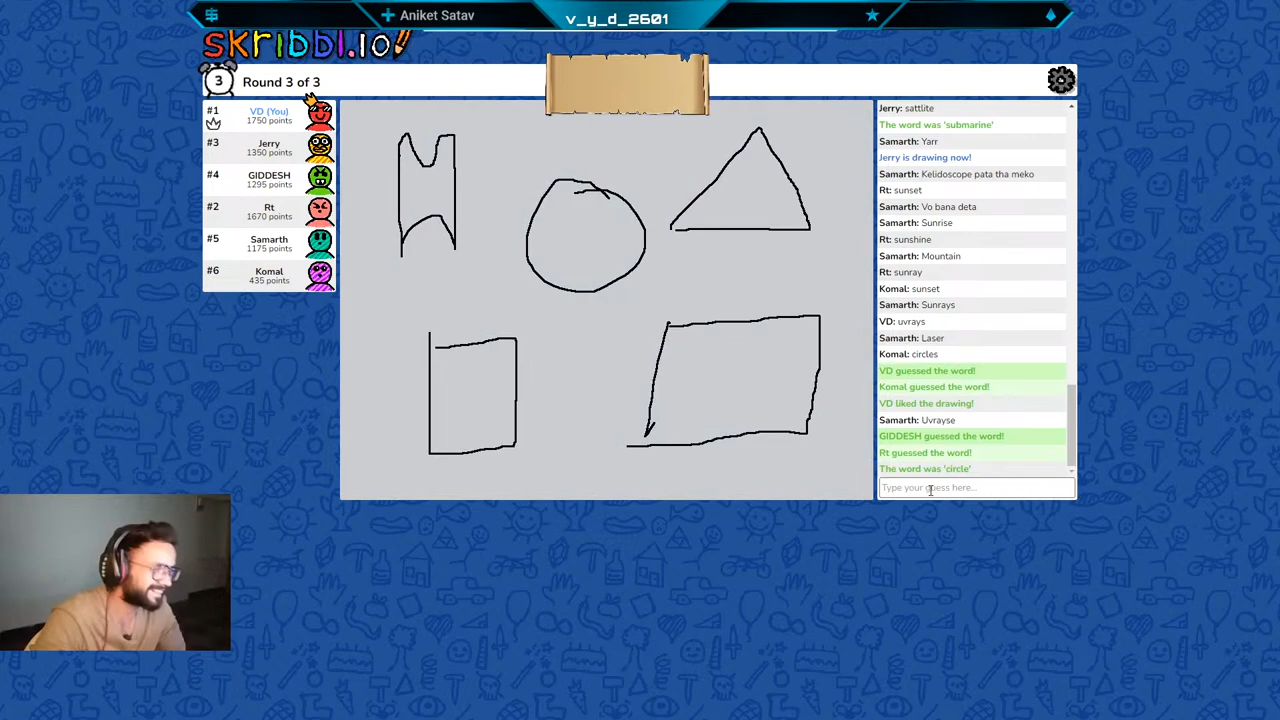 Aniket Satav
v_y_d_2601
skribbl.io
3
Round 3 of 3
#1
VD (You)
1750 points
#3
Jerry
1350 points
#4
GIDDESH
1295 points
#2
Rt
1670 points
#5
Samarth
1175 points
#6
Komal
435 points
Jerry: sattlite
The word was 'submarine'
Samarth: Yarr
Jerry is drawing now!
Samarth: Kelidoscope pata tha meko
Rt: sunset
Samarth: Vo bana deta
Samarth: Sunrise
Rt: sunshine
Samarth: Mountain
Rt: sunray
Komal: sunset
Samarth: Sunrays
VD: uvrays
Samarth: Laser
Komal: circles
VD guessed the word!
Komal guessed the word!
VD liked the drawing!
Samarth: Uvrayse
GIDDESH guessed the word!
Rt guessed the word!
The word was 'circle'
Type your guess here...